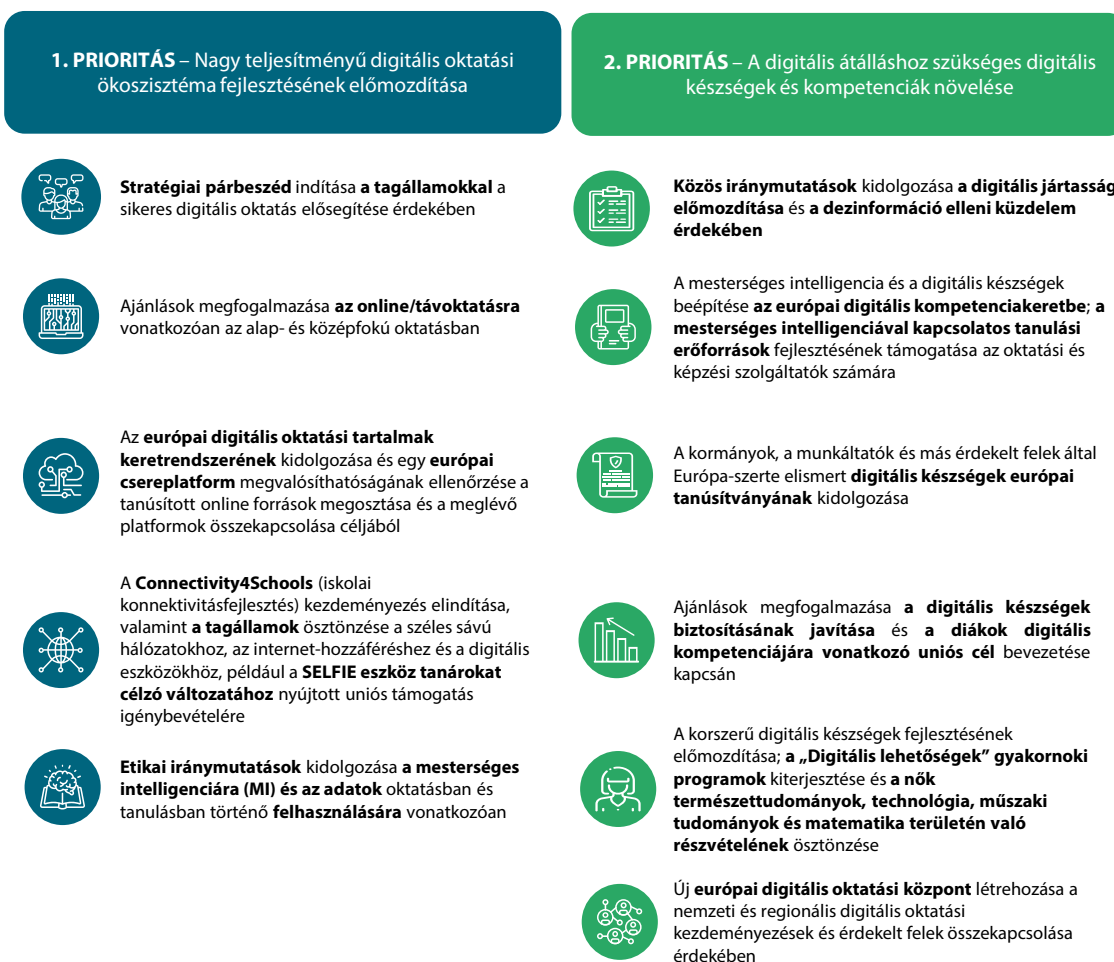 1. PRIORITÁS – Nagy teljesítményű digitális oktatási
ökoszisztéma fejlesztésének előmozdítása
Stratégiai párbeszéd indítása a tagállamokkal a
sikeres digitális oktatás elősegítése érdekében
Ajánlások megfogalmazása az online/távoktatásra
vonatkozóan az alap- és középfokú oktatásban
Az európai digitális oktatási tartalmak
keretrendszerének kidolgozása és egy európai
csereplatform megvalósíthatóságának ellenőrzése a
tanúsított online források megosztása és a meglévő
platformok összekapcsolása céljából
A Connectivity4Schools (iskolai
konnektivitásfejlesztés) kezdeményezés elindítása,
valamint a tagállamok ösztönzése a széles sávú
hálózatokhoz, az internet-hozzáféréshez és a digitális
eszközökhöz, például a SELFIE eszköz tanárokat
célzó változatához nyújtott uniós támogatás
igénybevételére
Etikai iránymutatások kidolgozása a mesterséges
intelligenciára (MI) és az adatok oktatásban és
tanulásban történő felhasználására vonatkozóan
2. PRIORITÁS – A digitális átálláshoz szükséges digitális
készségek és kompetenciák növelése
Közös iránymutatások kidolgozása a digitális jártasság
előmozdítása és a dezinformáció elleni küzdelem
érdekében
A mesterséges intelligencia és a digitális készségek
beépítése az európai digitális kompetenciakeretbe; a
mesterséges intelligenciával kapcsolatos tanulási
erőforrások fejlesztésének támogatása az oktatási és
képzési szolgáltatók számára
A kormányok, a munkáltatók és más érdekelt felek által
Európa-szerte elismert digitális készségek európai
tanúsítványának kidolgozása
Ajánlások megfogalmazása a digitális készségek
biztosításának javítása és a diákok digitális
kompetenciájára vonatkozó uniós cél bevezetése
kapcsán
A korszerű digitális készségek fejlesztésének
előmozdítása; a „Digitális lehetőségek” gyakornoki
programok kiterjesztése és a nők
természettudományok, technológia, műszaki
tudományok és matematika területén való
részvételének ösztönzése
Új európai digitális oktatási központ létrehozása a
nemzeti és regionális digitális oktatási
kezdeményezések és érdekelt felek összekapcsolása
érdekében